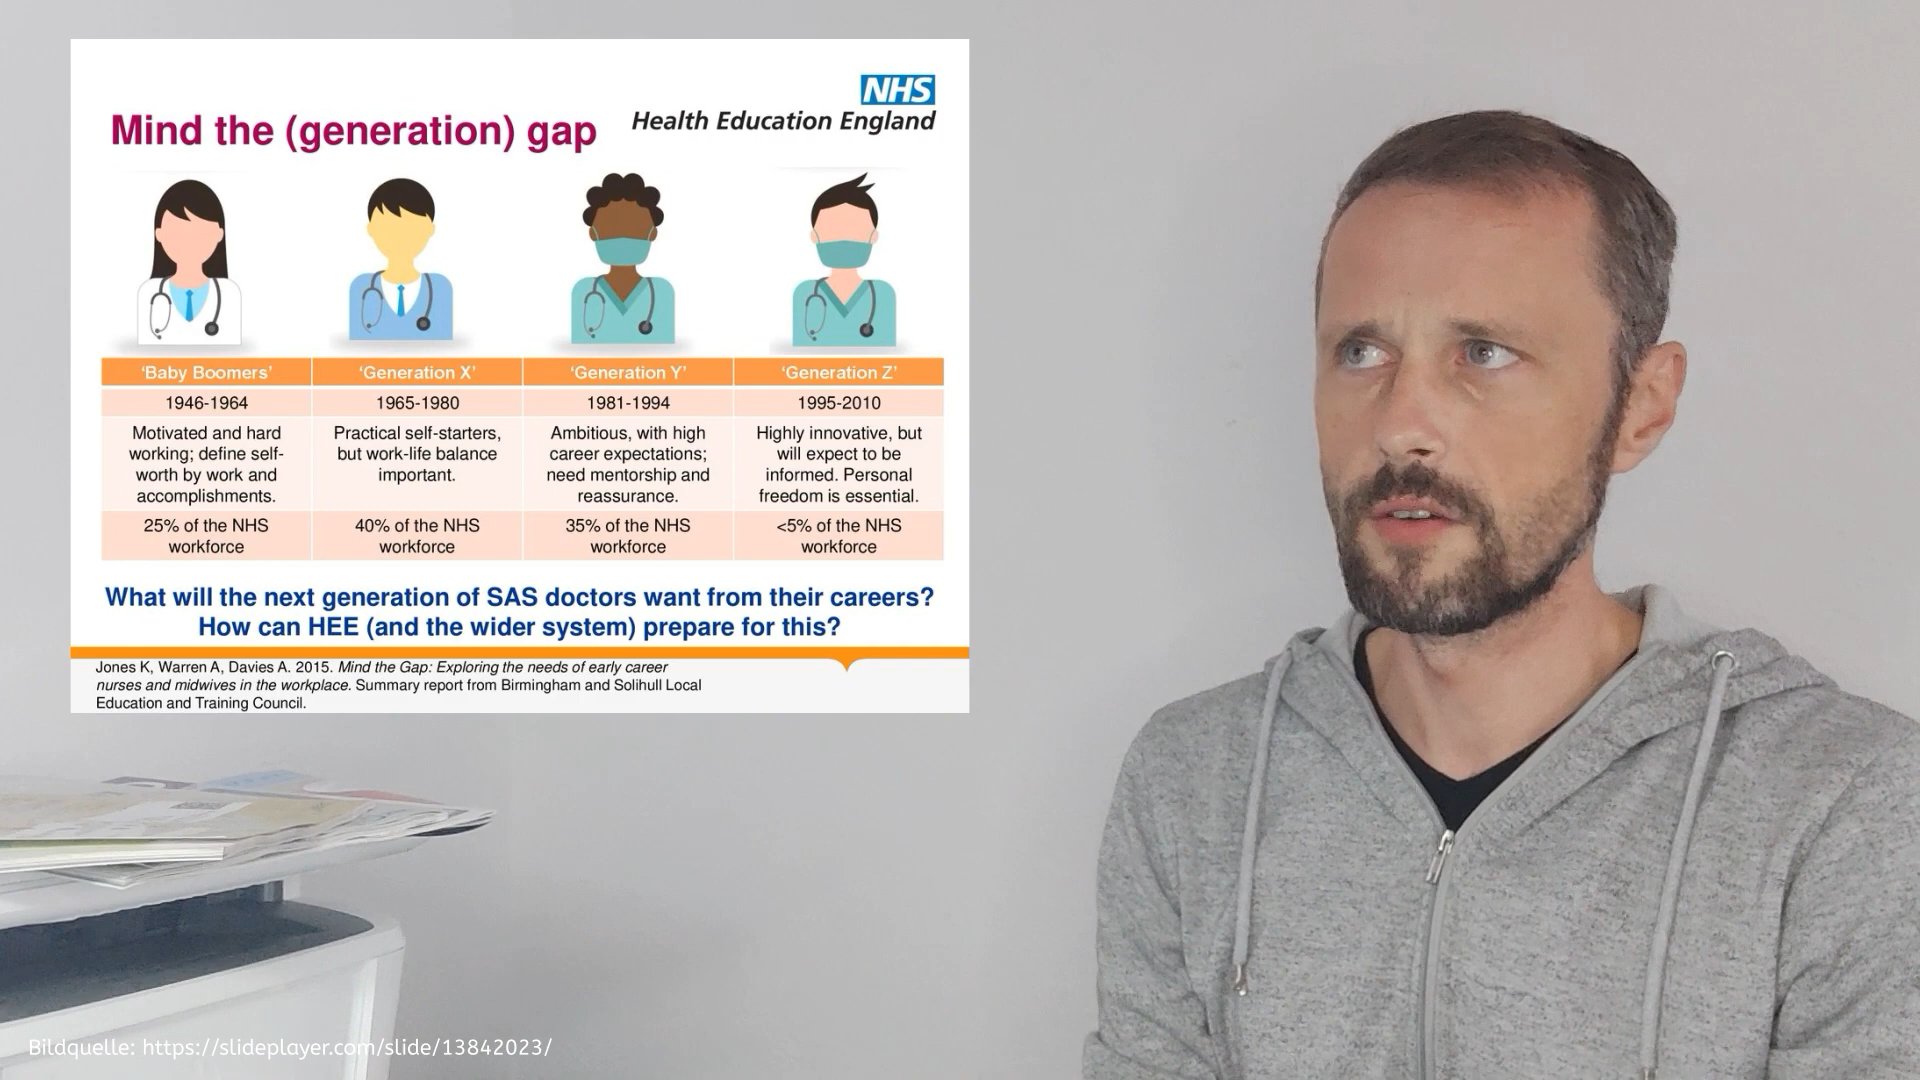 NHS
Health Education England
Mind the (generation) gap
‘Baby Boomers’
‘Generation X’
‘Generation Y’
‘Generation Z’
1946-1964
1965-1980
1981-1994
1995-2010
Motivated and hard
working; define self-
worth by work and
accomplishments.
Practical self-starters,
but work-life balance
important.
Ambitious, with high
career expectations;
need mentorship and
reassurance.
Highly innovative, but
will expect to be
informed. Personal
freedom is essential.
25% of the NHS
workforce
40% of the NHS
workforce
35% of the NHS
workforce
<5% of the NHS
workforce
What will the next generation of SAS doctors want from their careers?
How can HEE (and the wider system) prepare for this?
Jones K, Warren A, Davies A. 2015. Mind the Gap: Exploring the needs of early career
nurses and midwives in the workplace. Summary report from Birmingham and Solihull Local
Education and Training Council.
Bildquelle: https://slideplayer.com/slide/13842023/